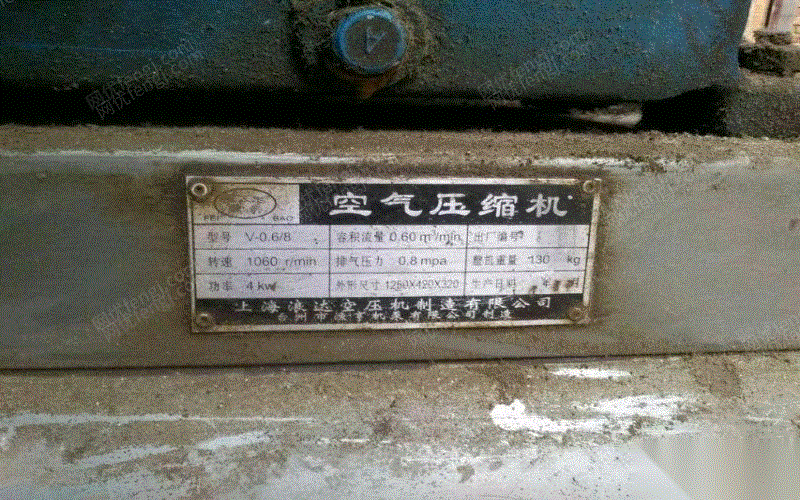 空气压缩机
型号 V-0.6/8 容积流量 0.60 m³/min 出厂编号
转速 1060 r/min 排气压力 0.8 mpa 整机重量 130 kg
功率 4 kw 外形尺寸 1250X420X320 生产日期
上海浪达空压机制造有限公司